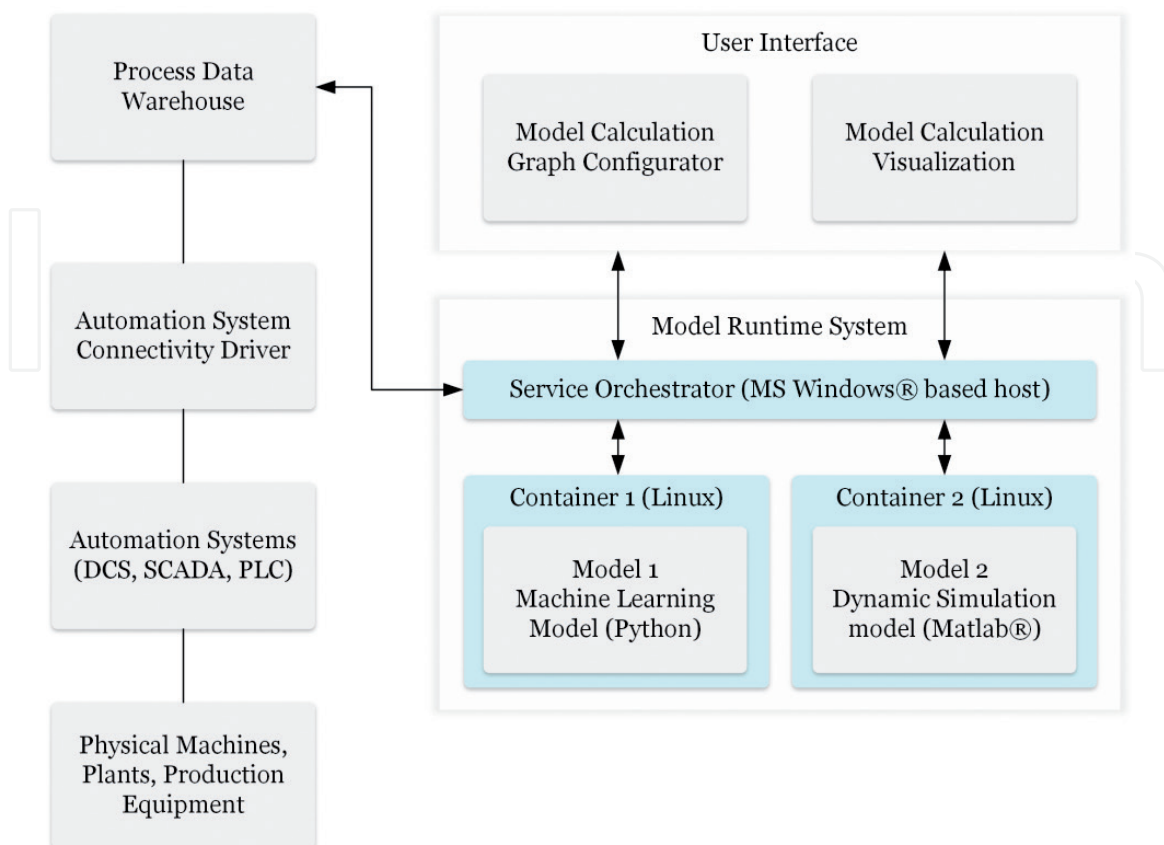 Process Data
Warehouse
Automation System
Connectivity Driver
Automation Systems
(DCS, SCADA, PLC)
Physical Machines,
Plants, Production
Equipment
User Interface
Model Calculation
Graph Configurator
Model Calculation
Visualization
Model Runtime System
Service Orchestrator (MS Windows® based host)
Container 1 (Linux)
Model 1
Machine Learning
Model (Python)
Container 2 (Linux)
Model 2
Dynamic Simulation
model (Matlab®)